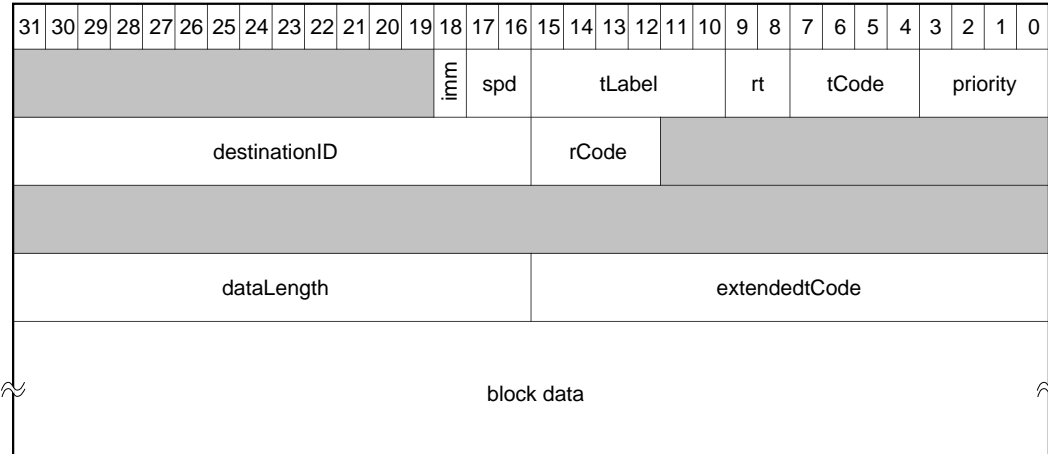 31 30 29 28 27 26 25 24 23 22 21 20 19 18 17 16 15 14 13 12 11 10 9 8 7 6 5 4 3 2 1 0
imm spd tLabel rt tCode priority
destinationID rCode
dataLength extendedtCode
block data